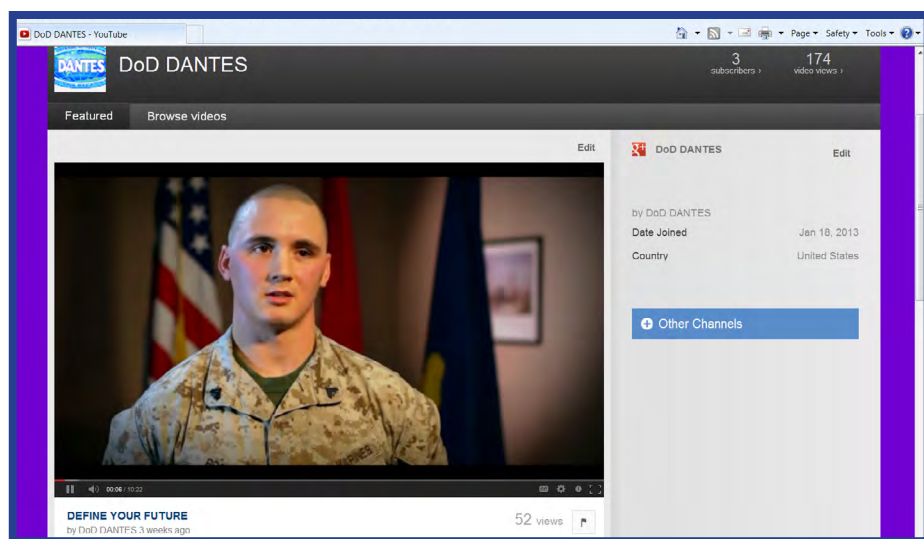 DoD DANTES - YouTube
Page
Safety
Tools
DANTES
DoD DANTES
3
subscribers ›
174
video views ›
Featured
Browse videos
Edit
DoD DANTES
Edit
by DoD DANTES
Date Joined Jan 18, 2013
Country United States
Other Channels
00:06 / 10:22
DEFINE YOUR FUTURE
52 views
by DoD DANTES 3 weeks ago